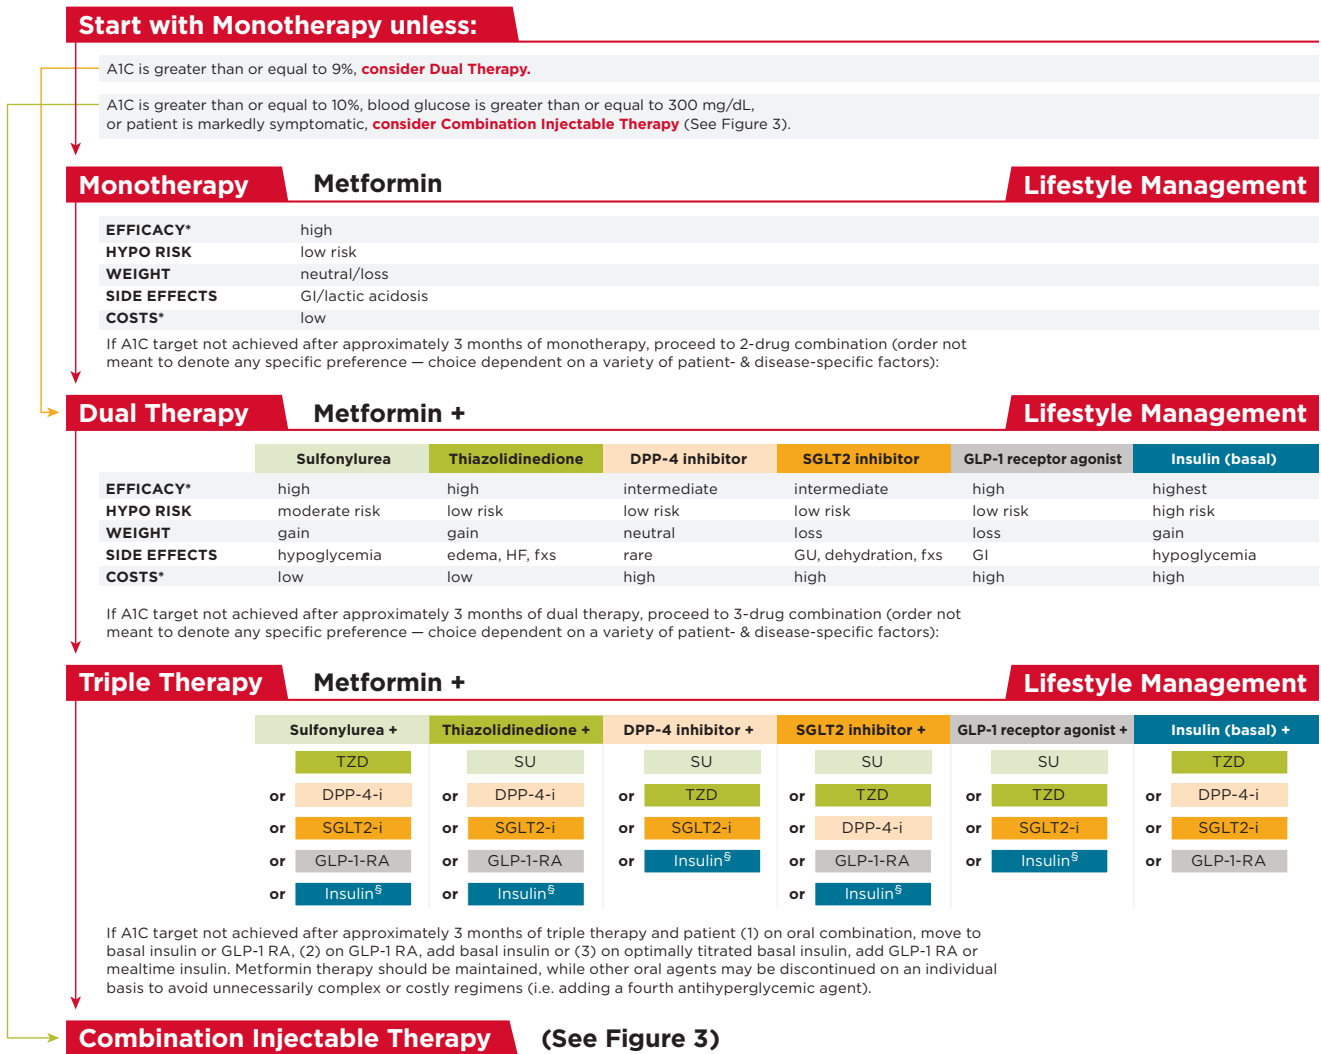 Start with Monotherapy unless:
A1C is greater than or equal to 9%, consider Dual Therapy.
A1C is greater than or equal to 10%, blood glucose is greater than or equal to 300 mg/dL,
or patient is markedly symptomatic, consider Combination Injectable Therapy (See Figure 3).
Monotherapy Metformin Lifestyle Management
EFFICACY* high
HYPO RISK low risk
WEIGHT neutral/loss
SIDE EFFECTS GI/lactic acidosis
COSTS* low
If A1C target not achieved after approximately 3 months of monotherapy, proceed to 2-drug combination (order not
meant to denote any specific preference — choice dependent on a variety of patient- & disease-specific factors):
Dual Therapy Metformin + Lifestyle Management
Sulfonylurea Thiazolidinedione DPP-4 inhibitor SGLT2 inhibitor GLP-1 receptor agonist Insulin (basal)
EFFICACY* high high intermediate intermediate high highest
HYPO RISK moderate risk low risk low risk low risk low risk high risk
WEIGHT gain gain neutral loss loss gain
SIDE EFFECTS hypoglycemia edema, HF, fxs rare GU, dehydration, fxs GI hypoglycemia
COSTS* low low high high high high
If A1C target not achieved after approximately 3 months of dual therapy, proceed to 3-drug combination (order not
meant to denote any specific preference — choice dependent on a variety of patient- & disease-specific factors):
Triple Therapy Metformin + Lifestyle Management
Sulfonylurea + Thiazolidinedione + DPP-4 inhibitor + SGLT2 inhibitor + GLP-1 receptor agonist + Insulin (basal) +
TZD SU SU SU SU TZD
or DPP-4-i or DPP-4-i or TZD or TZD or TZD or DPP-4-i
or SGLT2-i or SGLT2-i or SGLT2-i or DPP-4-i or SGLT2-i or SGLT2-i
or GLP-1-RA or GLP-1-RA or Insulin§ or GLP-1-RA or Insulin§ or GLP-1-RA
or Insulin§ or Insulin§ or Insulin§
If A1C target not achieved after approximately 3 months of triple therapy and patient (1) on oral combination, move to
basal insulin or GLP-1 RA, (2) on GLP-1 RA, add basal insulin or (3) on optimally titrated basal insulin, add GLP-1 RA or
mealtime insulin. Metformin therapy should be maintained, while other oral agents may be discontinued on an individual
basis to avoid unnecessarily complex or costly regimens (i.e. adding a fourth antihyperglycemic agent).
Combination Injectable Therapy (See Figure 3)